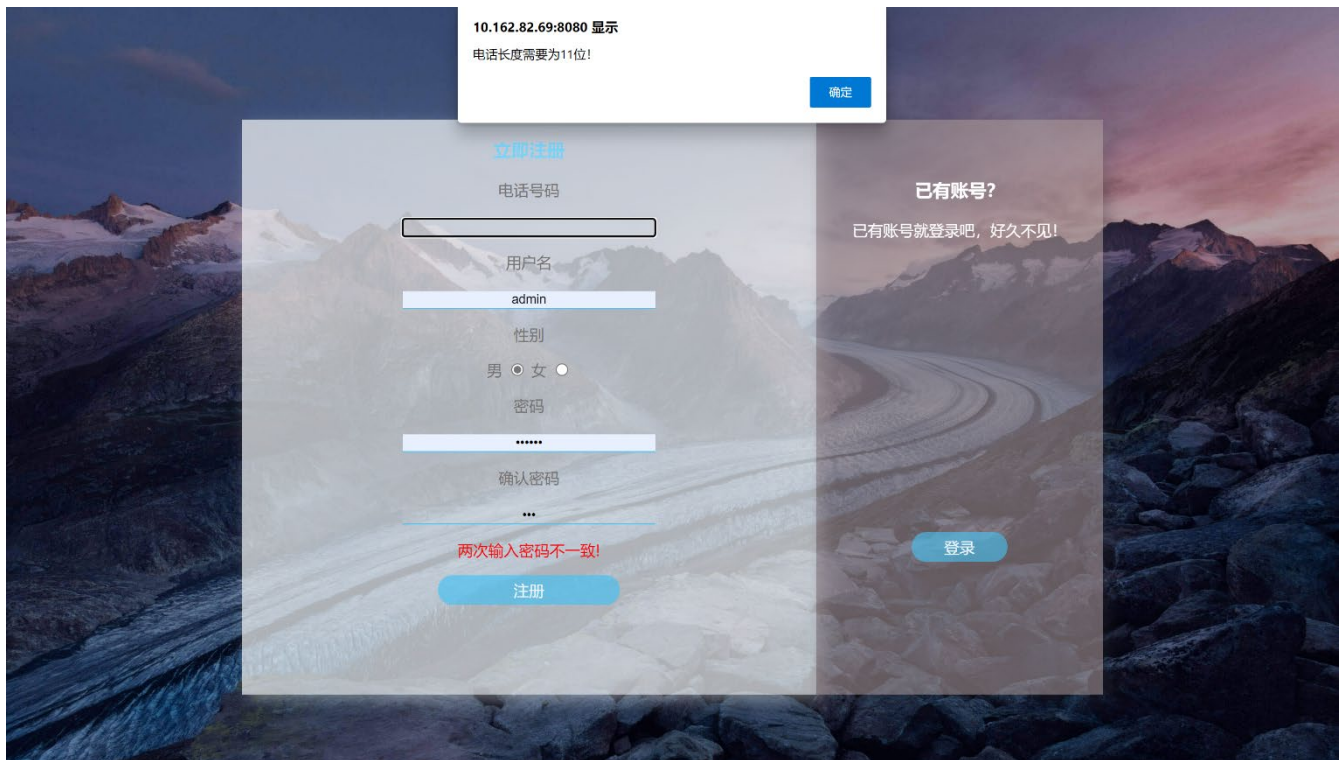 10.162.82.69:8080 显示
电话长度需要为11位!
确定
立即注册
电话号码
用户名
admin
性别
男 女
密码
••••••
确认密码
•••
两次输入密码不一致!
注册
已有账号?
已有账号就登录吧，好久不见!
登录